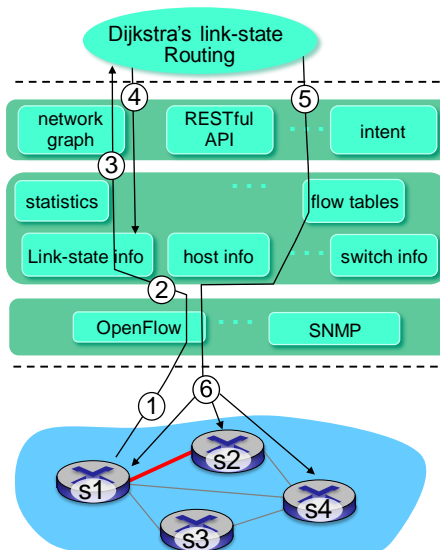 Dijkstra's link-state
Routing
4
5
network
graph
RESTful
API
intent
3
statistics
flow tables
Link-state info
host info
switch info
2
OpenFlow
SNMP
1
6
s2
s1
s4
s3